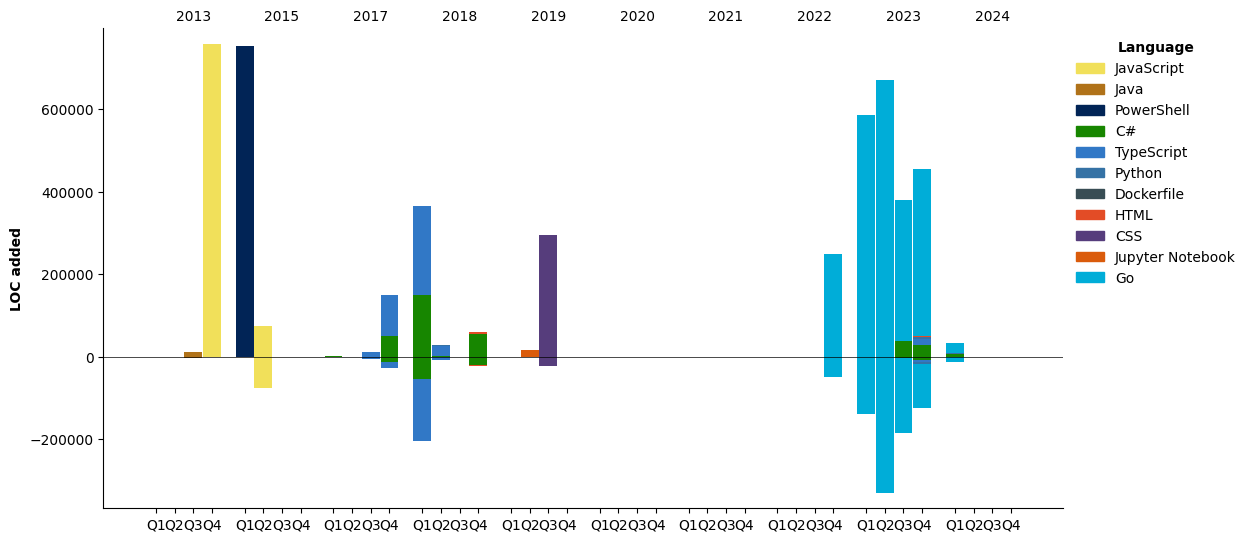 2013 2015 2017 2018 2019 2020 2021 2022 2023 2024
Language
JavaScript
Java
PowerShell
C#
TypeScript
Python
Dockerfile
HTML
CSS
Jupyter Notebook
Go
LOC added
600000
400000
200000
0
−200000
Q1Q2Q3Q4 Q1Q2Q3Q4 Q1Q2Q3Q4 Q1Q2Q3Q4 Q1Q2Q3Q4 Q1Q2Q3Q4 Q1Q2Q3Q4 Q1Q2Q3Q4 Q1Q2Q3Q4 Q1Q2Q3Q4